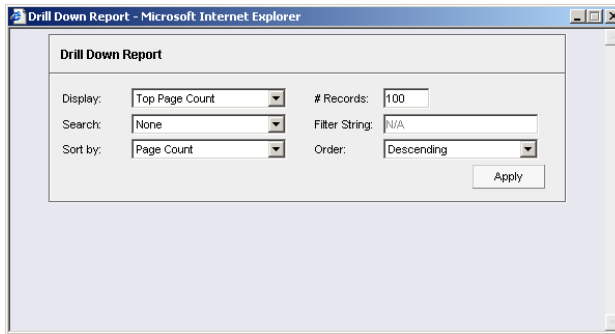 Drill Down Report - Microsoft Internet Explorer
Drill Down Report
Display: Top Page Count # Records: 100
Search: None Filter String: N/A
Sort by: Page Count Order: Descending
Apply